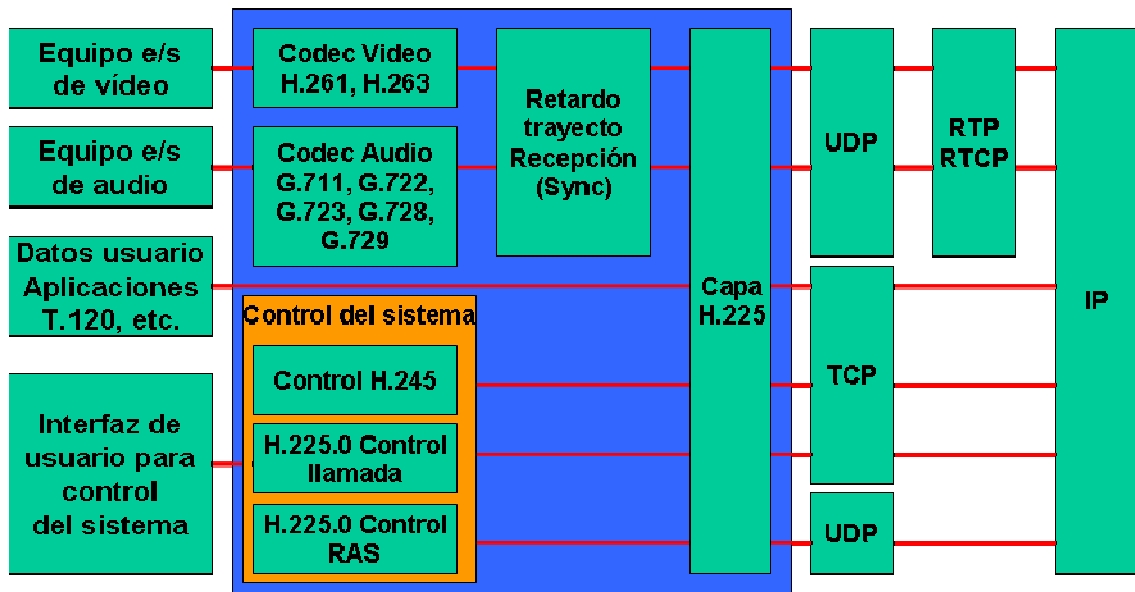 Equipo e/s
de vídeo
Codec Video
H.261, H.263
Retardo
trayecto
Recepción
(Sync)
UDP
RTP
RTCP
Equipo e/s
de audio
Codec Audio
G.711, G.722,
G.723, G.728,
G.729
Datos usuario
Aplicaciones
T.120, etc.
Capa
H.225
IP
Control del sistema
Control H.245
TCP
Interfaz de
usuario para
control
del sistema
H.225.0 Control
llamada
H.225.0 Control
RAS
UDP